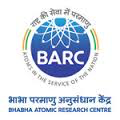 राष्ट्र की सेवा में परमाणु
BARC
ATOMS IN THE SERVICE OF THE NATION
भाभा परमाणु अनुसंधान केंद्र
BHABHA ATOMIC RESEARCH CENTRE